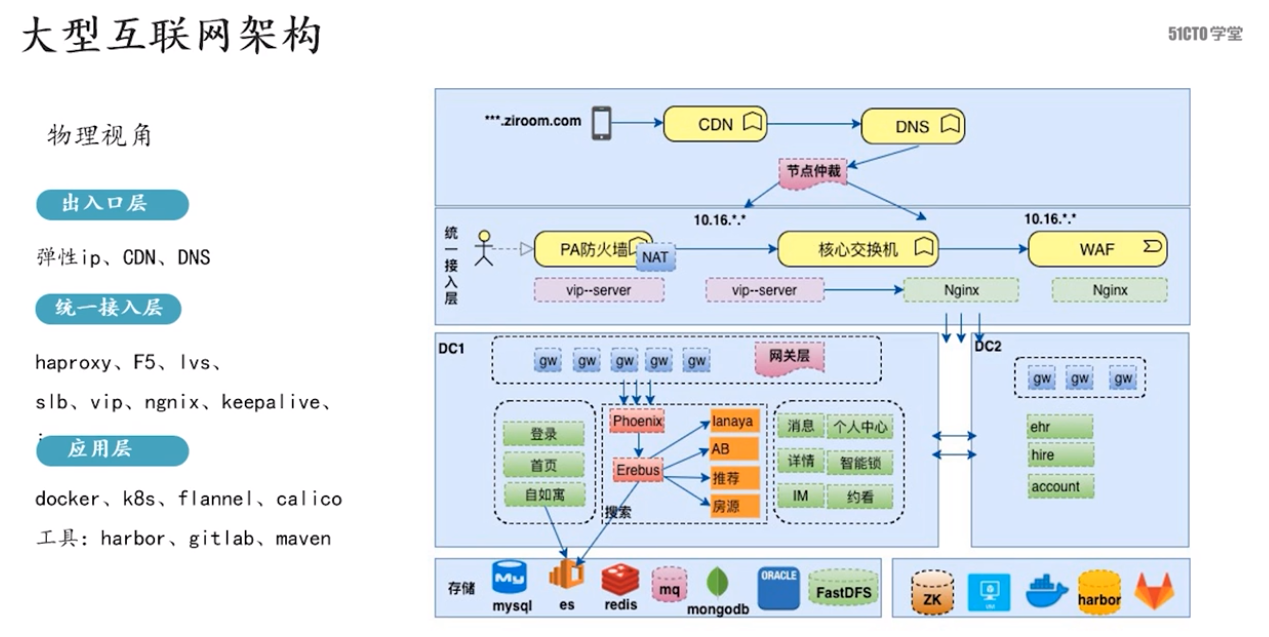 大型互联网架构
51CTO学堂
物理视角
出入口层
弹性ip、CDN、DNS
统一接入层
haproxy、F5、lvs、
slb、vip、ngnix、keepalive、
应用层
docker、k8s、flannel、calico
工具：harbor、gitlab、maven
***.ziroom.com
CDN
DNS
节点仲裁
统一接入层
10.16.*.*
10.16.*.*
PA防火墙
NAT
核心交换机
WAF
vip--server
vip--server
Nginx
Nginx
DC1
gw gw gw gw gw
网关层
登录
首页
自如寓
Phoenix
Erebus
搜索
lanaya
AB
推荐
房源
消息 个人中心
详情 智能锁
IM 约看
DC2
gw gw gw
ehr
hire
account
存储
My
mysql
es
redis
mq
mongodb
ORACLE
FastDFS
ZK
harbor